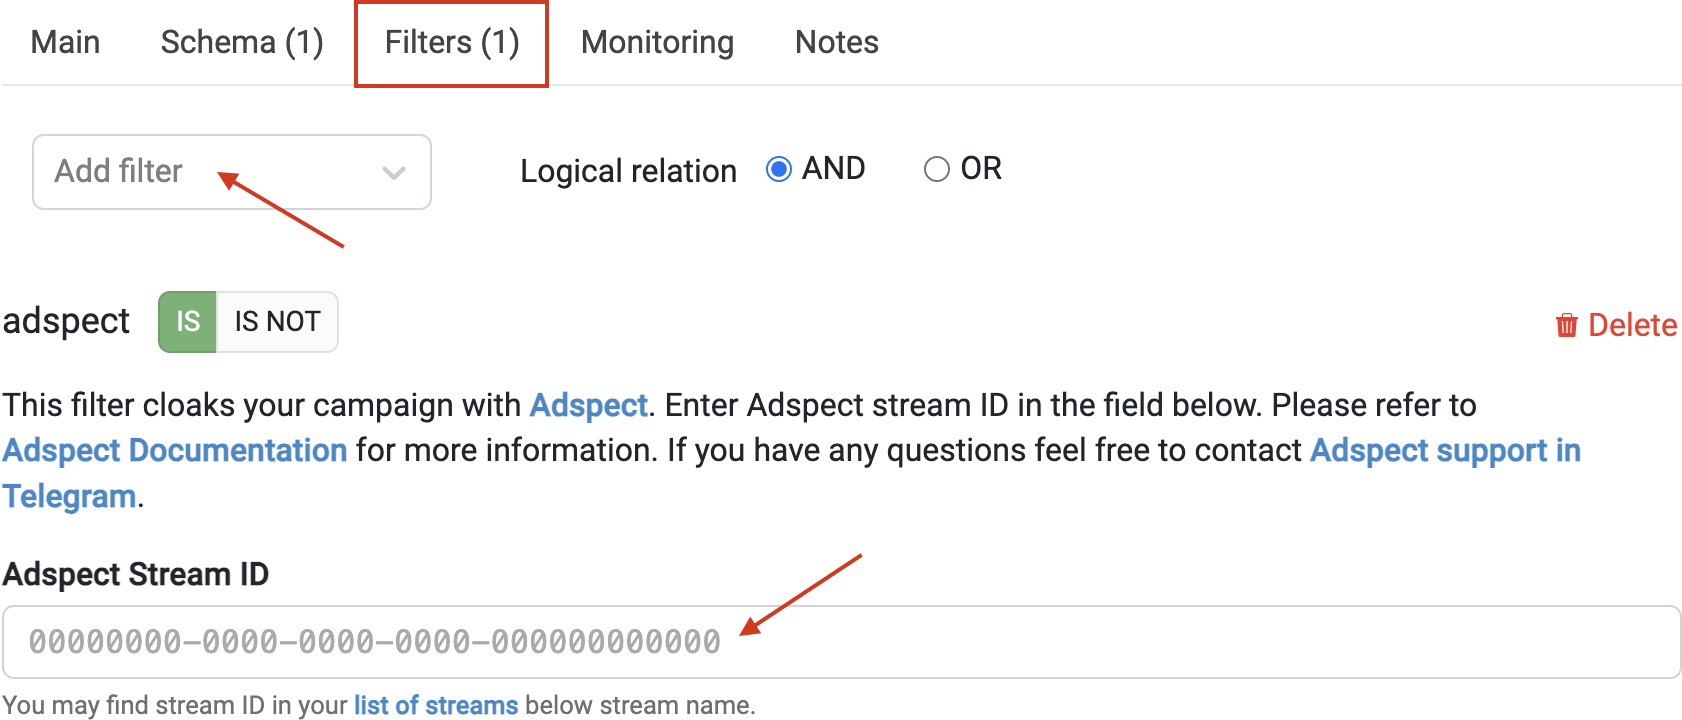 Main Schema (1) Filters (1) Monitoring Notes
Add filter Logical relation AND OR
adspect IS IS NOT Delete
This filter cloaks your campaign with Adspect. Enter Adspect stream ID in the field below. Please refer to
Adspect Documentation for more information. If you have any questions feel free to contact Adspect support in
Telegram.
Adspect Stream ID
00000000-0000-0000-0000-000000000000
You may find stream ID in your list of streams below stream name.